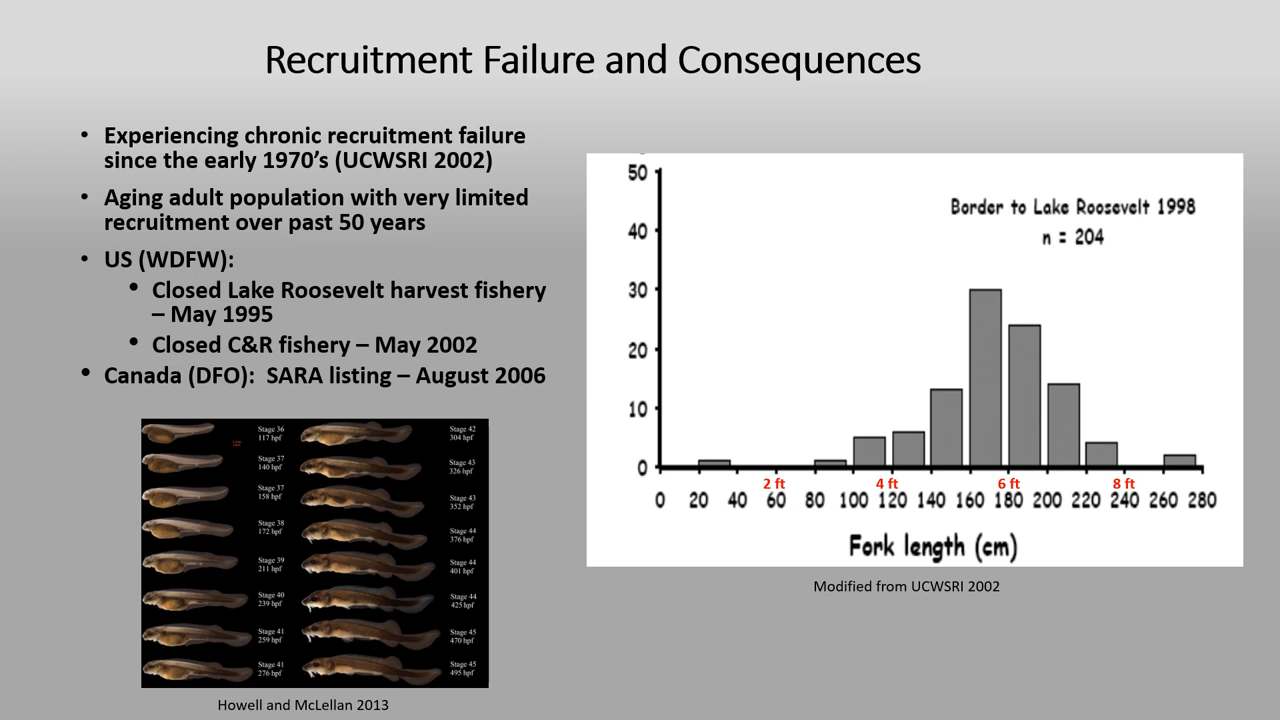 Recruitment Failure and Consequences
• Experiencing chronic recruitment failure
since the early 1970’s (UCWSRI 2002)
• Aging adult population with very limited
recruitment over past 50 years
• US (WDFW):
• Closed Lake Roosevelt harvest fishery
– May 1995
• Closed C&R fishery – May 2002
• Canada (DFO):  SARA listing – August 2006
Stage 36
117 hpf
Stage 37
140 hpf
Stage 37
158 hpf
Stage 38
172 hpf
Stage 39
211 hpf
Stage 40
239 hpf
Stage 41
259 hpf
Stage 41
276 hpf
Stage 42
304 hpf
Stage 43
326 hpf
Stage 43
352 hpf
Stage 44
376 hpf
Stage 44
401 hpf
Stage 44
425 hpf
Stage 45
470 hpf
Stage 45
495 hpf
Howell and McLellan 2013
Border to Lake Roosevelt 1998
n = 204
50
40
30
20
10
0
2 ft 4 ft 6 ft 8 ft
0 20 40 60 80 100 120 140 160 180 200 220 240 260 280
Fork length (cm)
Modified from UCWSRI 2002